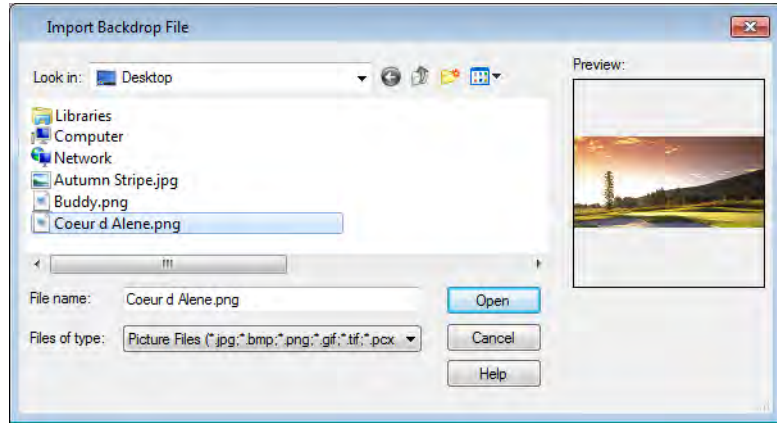 Import Backdrop File
Look in: Desktop
Preview:
Libraries
Computer
Network
Autumn Stripe.jpg
Buddy.png
Coeur d Alene.png
File name: Coeur d Alene.png Open
Files of type: Picture Files (*.jpg;*.bmp;*.png;*.gif;*.tif;*.pcx Cancel
Help